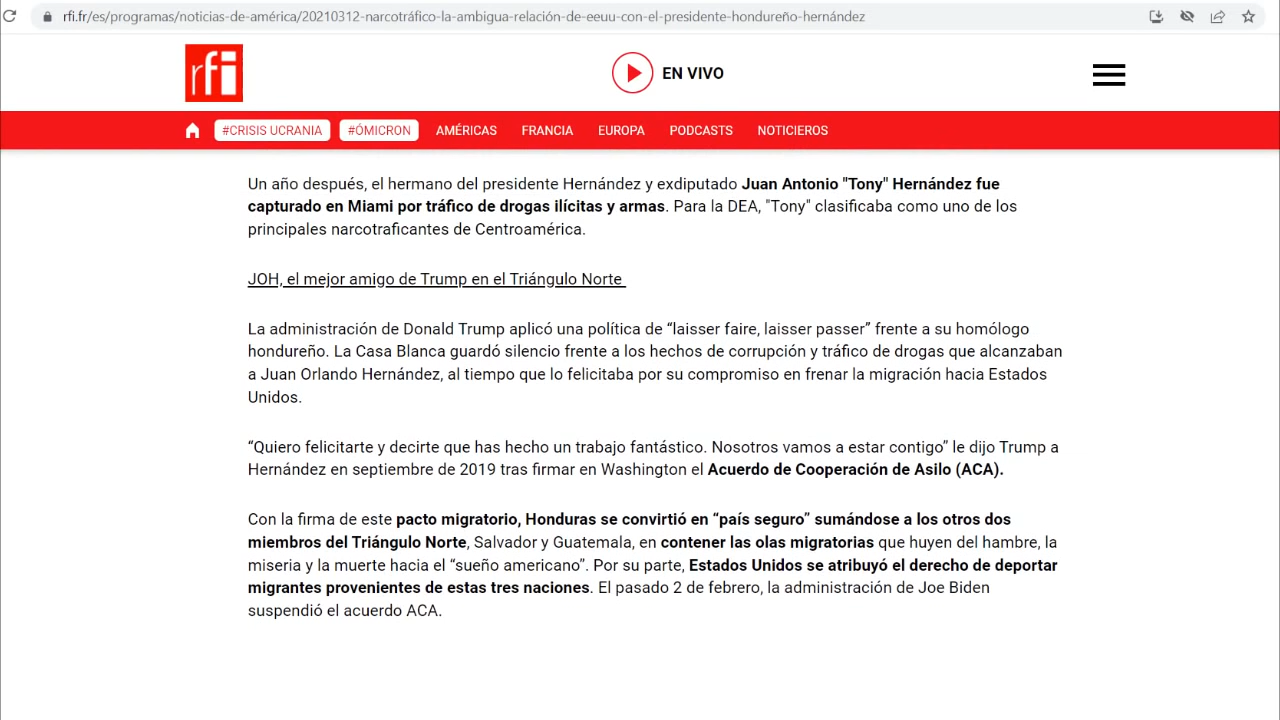 rfi.fr/es/programas/noticias-de-américa/20210312-narcotráfico-la-ambigua-relación-de-eeuu-con-el-presidente-hondureño-hernández
rfi
EN VIVO
#CRISIS UCRANIA #ÓMICRON AMÉRICAS FRANCIA EUROPA PODCASTS NOTICIEROS
Un año después, el hermano del presidente Hernández y exdiputado Juan Antonio "Tony" Hernández fue
capturado en Miami por tráfico de drogas ilícitas y armas. Para la DEA, "Tony" clasificaba como uno de los
principales narcotraficantes de Centroamérica.
JOH, el mejor amigo de Trump en el Triángulo Norte
La administración de Donald Trump aplicó una política de “laisser faire, laisser passer” frente a su homólogo
hondureño. La Casa Blanca guardó silencio frente a los hechos de corrupción y tráfico de drogas que alcanzaban
a Juan Orlando Hernández, al tiempo que lo felicitaba por su compromiso en frenar la migración hacia Estados
Unidos.
“Quiero felicitarte y decirte que has hecho un trabajo fantástico. Nosotros vamos a estar contigo” le dijo Trump a
Hernández en septiembre de 2019 tras firmar en Washington el Acuerdo de Cooperación de Asilo (ACA).
Con la firma de este pacto migratorio, Honduras se convirtió en “país seguro” sumándose a los otros dos
miembros del Triángulo Norte, Salvador y Guatemala, en contener las olas migratorias que huyen del hambre, la
miseria y la muerte hacia el “sueño americano”. Por su parte, Estados Unidos se atribuyó el derecho de deportar
migrantes provenientes de estas tres naciones. El pasado 2 de febrero, la administración de Joe Biden
suspendió el acuerdo ACA.